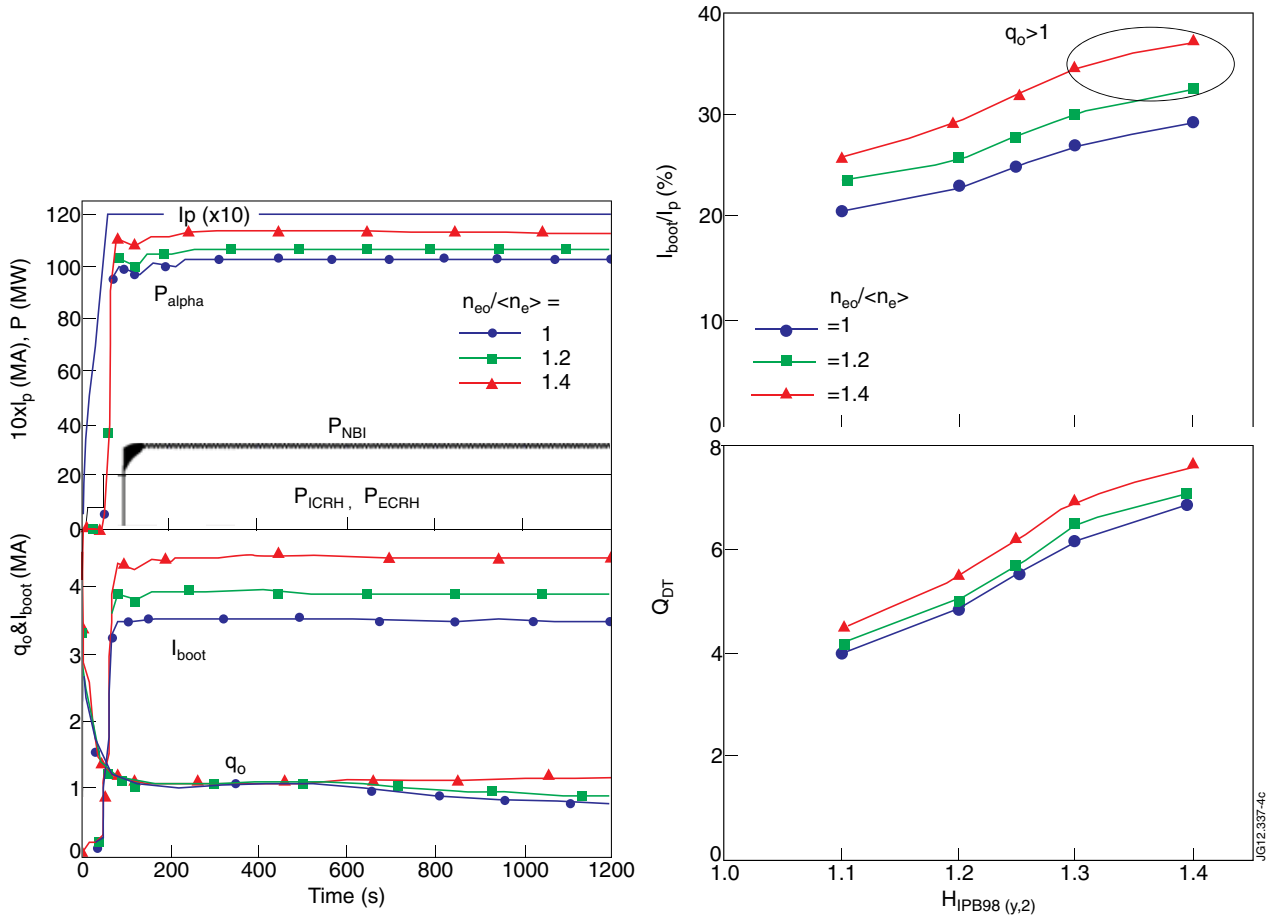 120
100
80
60
40
20
0
10xIp (MA), P (MW)
Ip (x10)
Palpha
neo/<ne> =
1
1.2
1.4
PNBI
PICRH , PECRH
4
3
2
1
0
qo&Iboot (MA)
Iboot
qo
0 200 400 600 800 1000 1200
Time (s)
40
30
20
10
0
Iboot/Ip (%)
qo>1
neo/<ne>
=1
=1.2
=1.4
8
6
4
2
0
QDT
1.0 1.1 1.2 1.3 1.4
HIPB98 (y,2)
JG12.337-4c